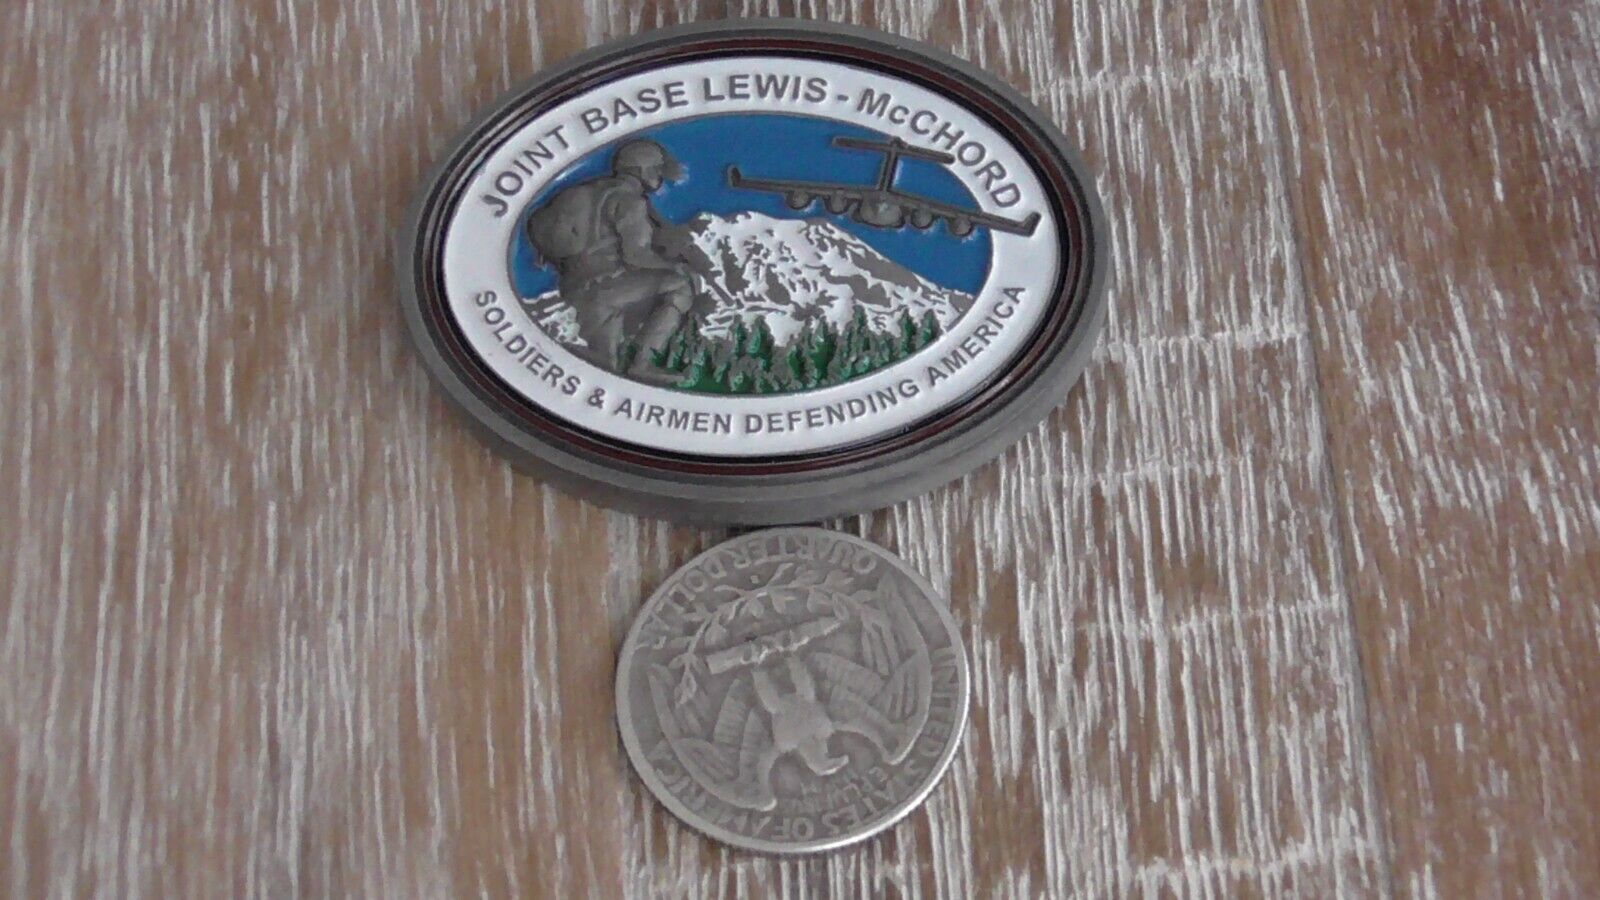 JOINT BASE LEWIS - McCHORD
SOLDIERS & AIRMEN DEFENDING AMERICA
UNITED STATES OF AMERICA
QUARTER DOLLAR